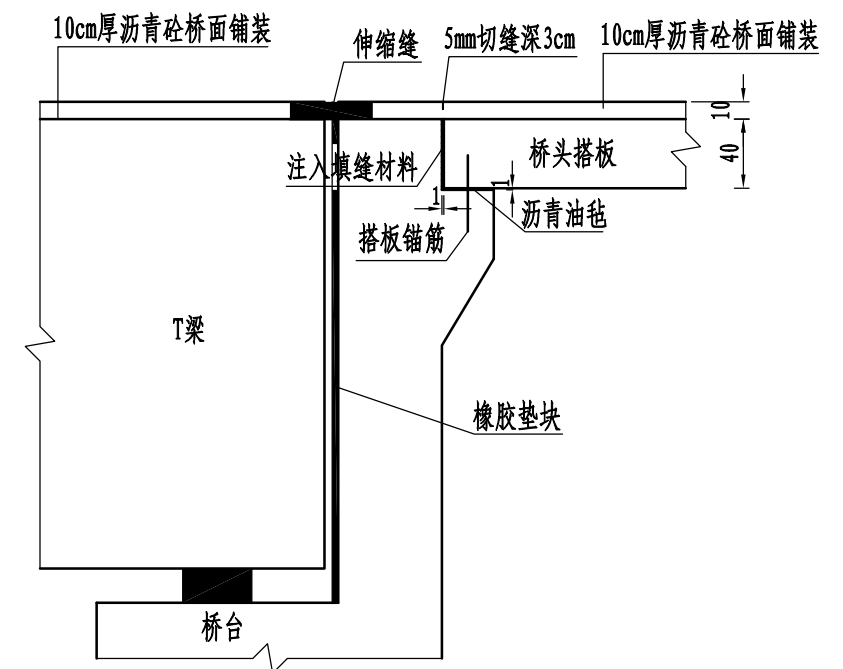 10cm厚沥青砼桥面铺装
伸缩缝
5mm切缝深3cm
10cm厚沥青砼桥面铺装
10
注入填缝材料
桥头搭板
40
1
1
沥青油毡
搭板锚筋
T梁
橡胶垫块
桥台